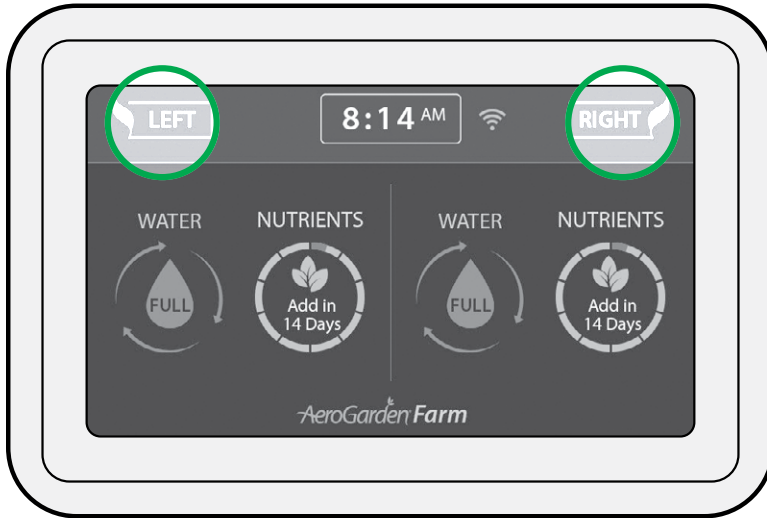 LEFT
8:14 AM
RIGHT
WATER
NUTRIENTS
WATER
NUTRIENTS
FULL
Add in
14 Days
FULL
Add in
14 Days
AeroGarden Farm